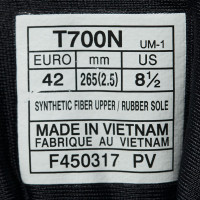 T700N UM-1
EURO mm US
42 265(2.5) 8½
SYNTHETIC FIBER UPPER / RUBBER SOLE
MADE IN VIETNAM
FABRIQUE AU VIETNAM
F450317 PV